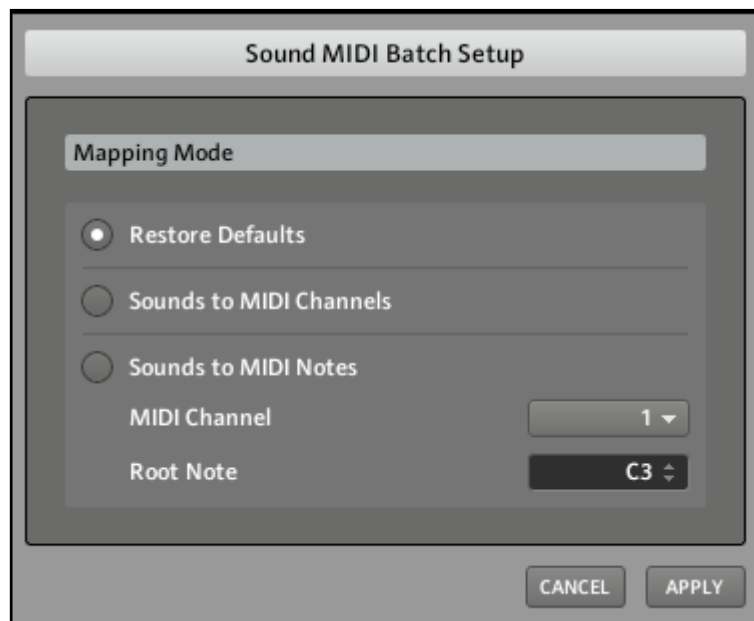 Sound MIDI Batch Setup
Mapping Mode
Restore Defaults
Sounds to MIDI Channels
Sounds to MIDI Notes
MIDI Channel 1
Root Note C3
CANCEL APPLY